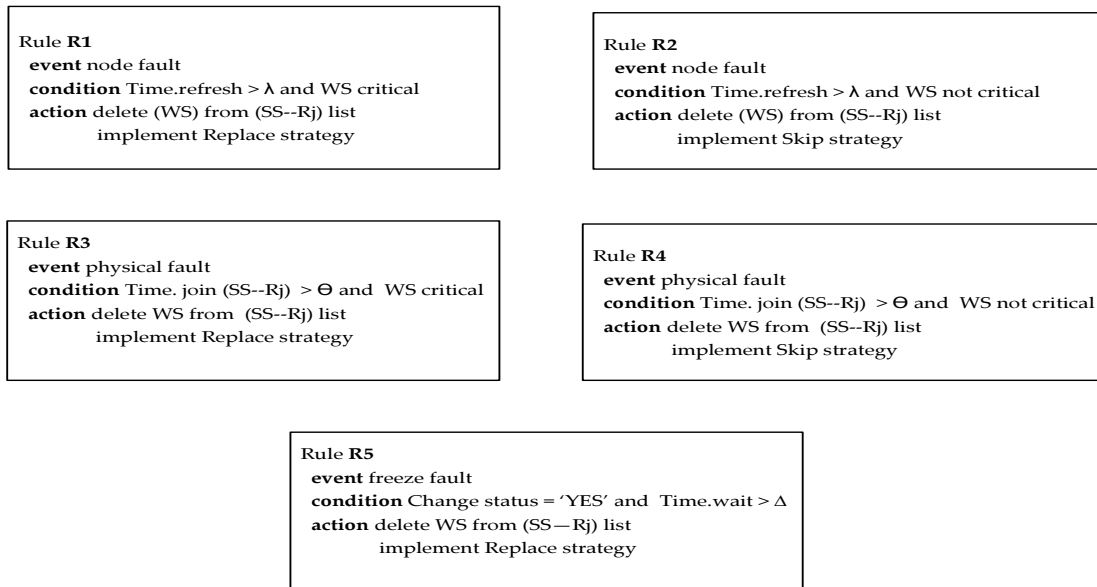 Rule R1
event node fault
condition Time.refresh > λ and WS critical
action delete (WS) from (SS--Rj) list
implement Replace strategy
Rule R2
event node fault
condition Time.refresh > λ and WS not critical
action delete (WS) from (SS--Rj) list
implement Skip strategy
Rule R3
event physical fault
condition Time. join (SS--Rj) > ϴ and WS critical
action delete WS from (SS--Rj) list
implement Replace strategy
Rule R4
event physical fault
condition Time. join (SS--Rj) > ϴ and WS not critical
action delete WS from (SS--Rj) list
implement Skip strategy
Rule R5
event freeze fault
condition Change status = ‘YES’ and Time.wait > Δ
action delete WS from (SS—Rj) list
implement Replace strategy